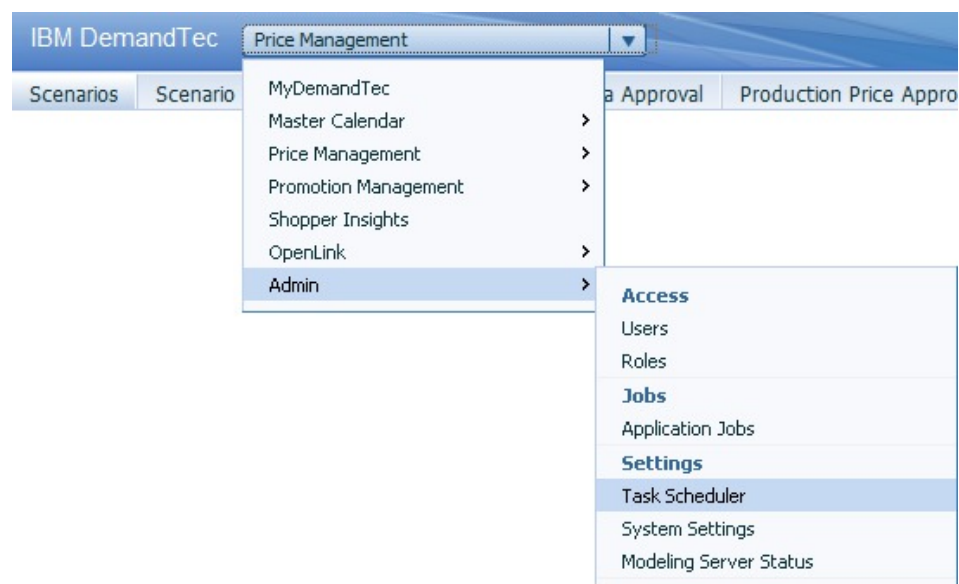 IBM DemandTec Price Management
Scenarios Scenario a Approval Production Price Appro
MyDemandTec
Master Calendar
Price Management
Promotion Management
Shopper Insights
OpenLink
Admin
Access
Users
Roles
Jobs
Application Jobs
Settings
Task Scheduler
System Settings
Modeling Server Status